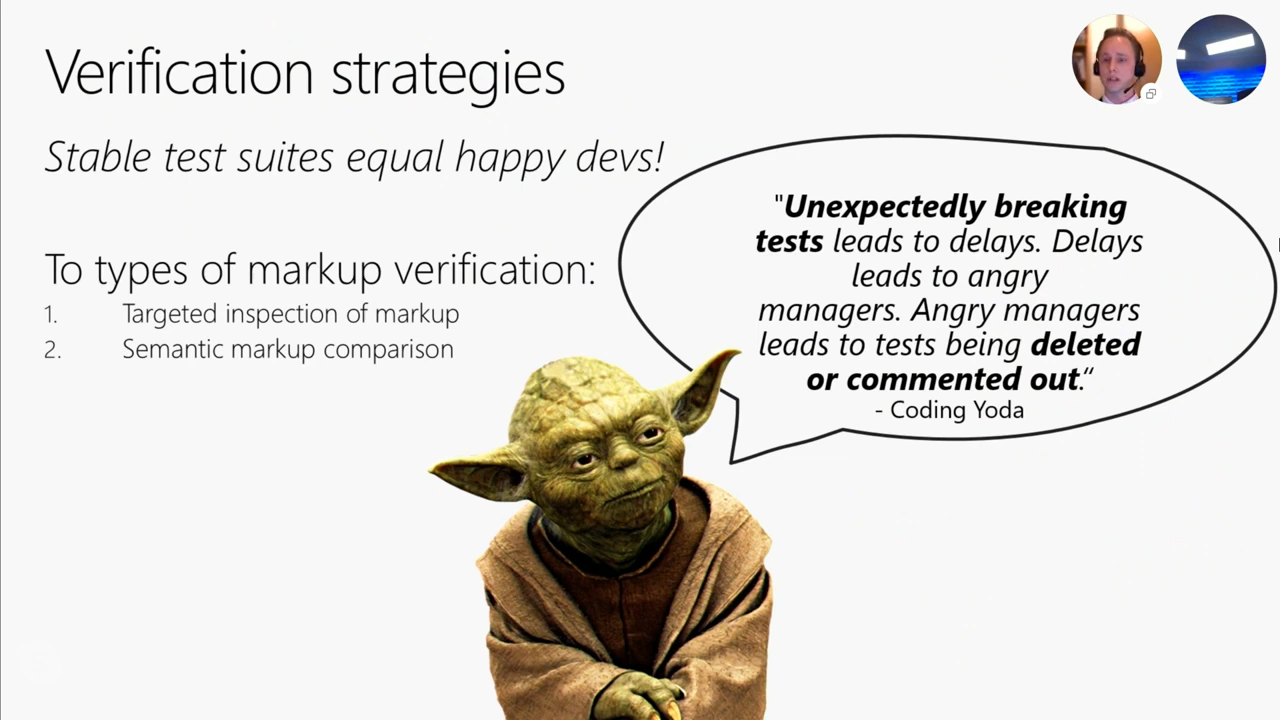 Verification strategies
Stable test suites equal happy devs!
To types of markup verification:
1. Targeted inspection of markup
2. Semantic markup comparison
"Unexpectedly breaking
tests leads to delays. Delays
leads to angry
managers. Angry managers
leads to tests being deleted
or commented out.“
- Coding Yoda